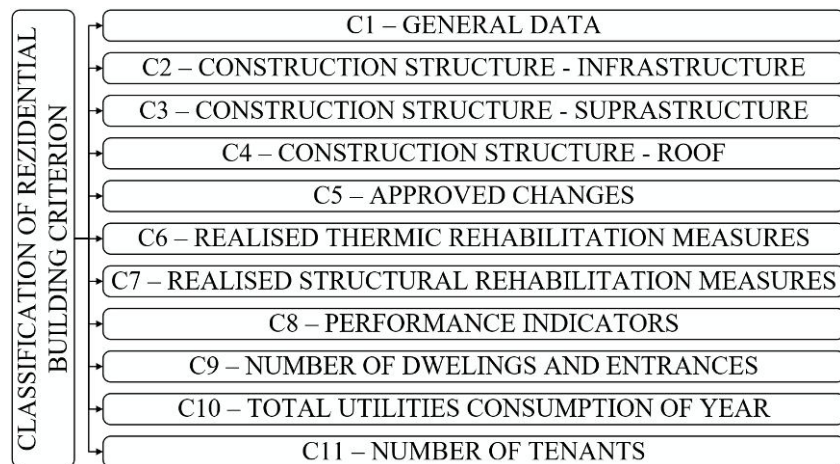 CLASSIFICATION OF REZIDENTIAL
BUILDING CRITERION
C1 – GENERAL DATA
C2 – CONSTRUCTION STRUCTURE - INFRASTRUCTURE
C3 – CONSTRUCTION STRUCTURE - SUPRASTRUCTURE
C4 – CONSTRUCTION STRUCTURE - ROOF
C5 – APPROVED CHANGES
C6 – REALISED THERMIC REHABILITATION MEASURES
C7 – REALISED STRUCTURAL REHABILITATION MEASURES
C8 – PERFORMANCE INDICATORS
C9 – NUMBER OF DWELINGS AND ENTRANCES
C10 – TOTAL UTILITIES CONSUMPTION OF YEAR
C11 – NUMBER OF TENANTS